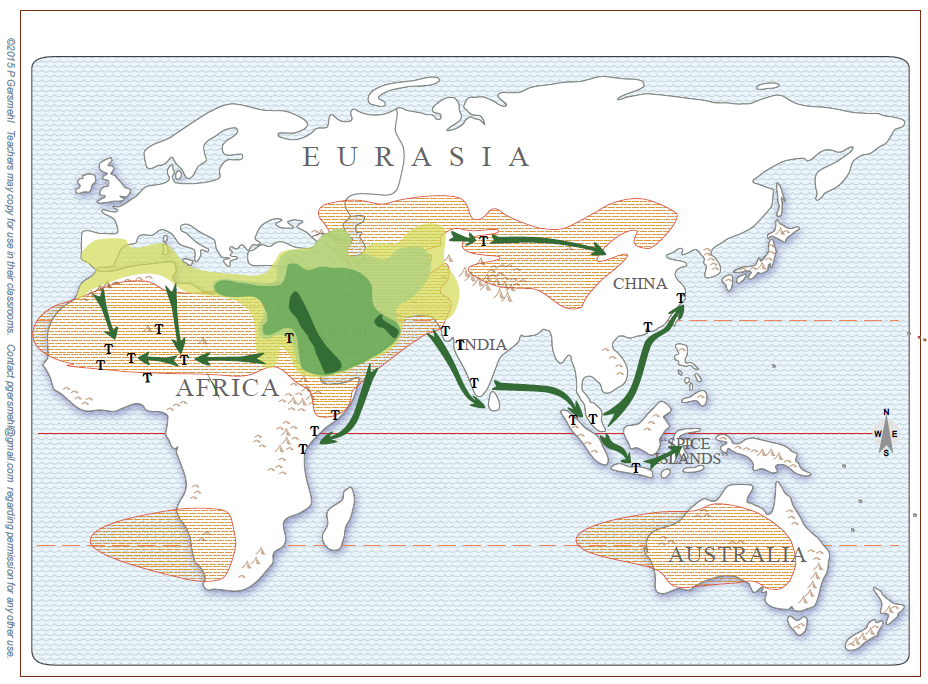 ©2015 P Gersmehl Teachers may copy for use in their classrooms Contact pgersmehl@gmail.com regarding permission for any other use.
EURASIA
T
CHINA
T
T
T
T
T
T INDIA
T
T
T
T
T
T
AFRICA
T
T
T
T
N
W E
S
T
T
"SPICE
ISLANDS"
T
AUSTRALIA